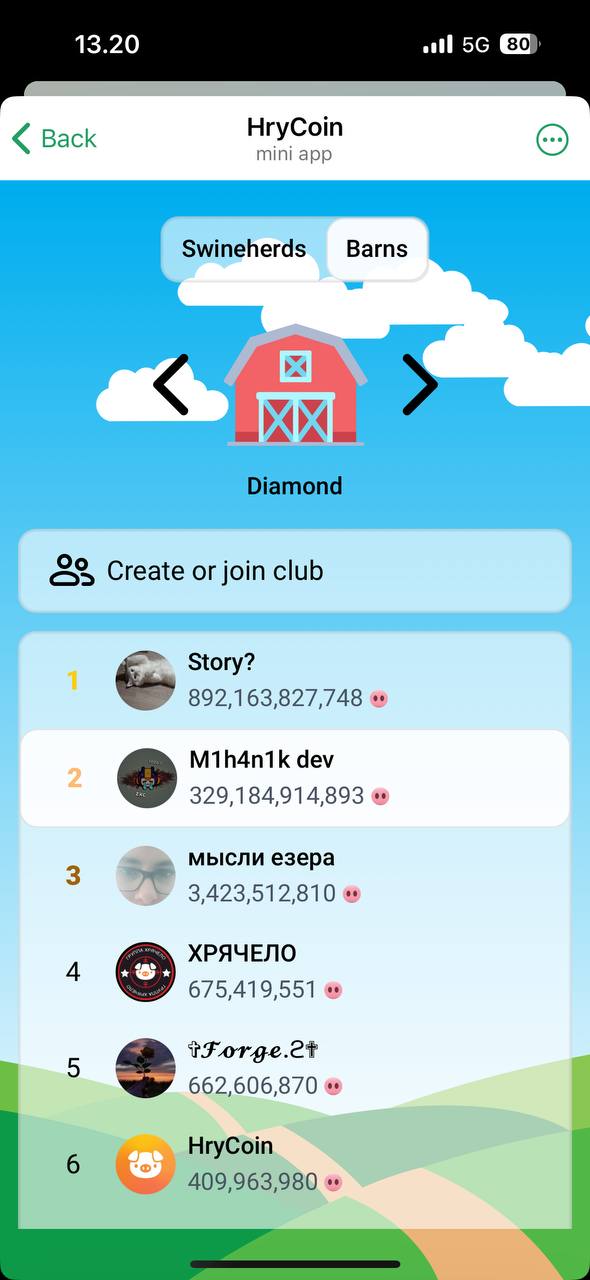 13.20
5G
80
Back
HryCoin
mini app
Swineherds
Barns
Diamond
Create or join club
1
Story?
892,163,827,748
2
M1h4n1k dev
329,184,914,893
3
мысли езера
3,423,512,810
4
ХРЯЧЕЛО
675,419,551
5
✞𝓕𝓸𝓻𝓰𝓮.Ƨ✟
662,606,870
6
HryCoin
409,963,980